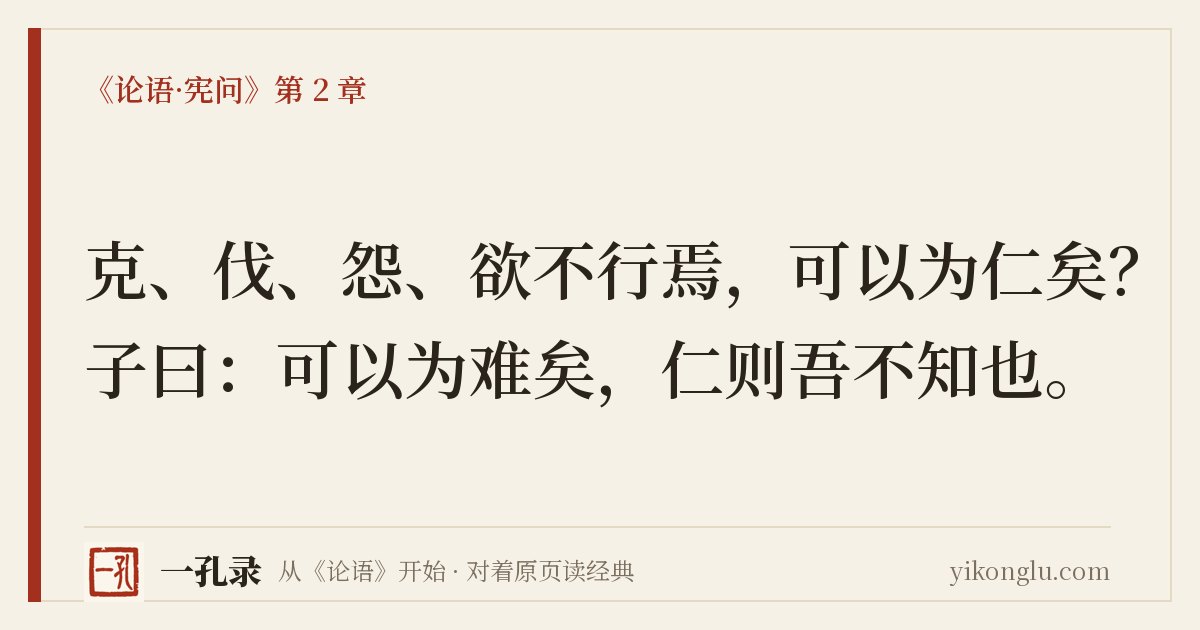 《论语·宪问》第 2 章
克、伐、怨、欲不行焉，可以为仁矣？
子曰：可以为难矣，仁则吾不知也。
一孔 一孔录 从《论语》开始 · 对着原页读经典 yikonglu.com